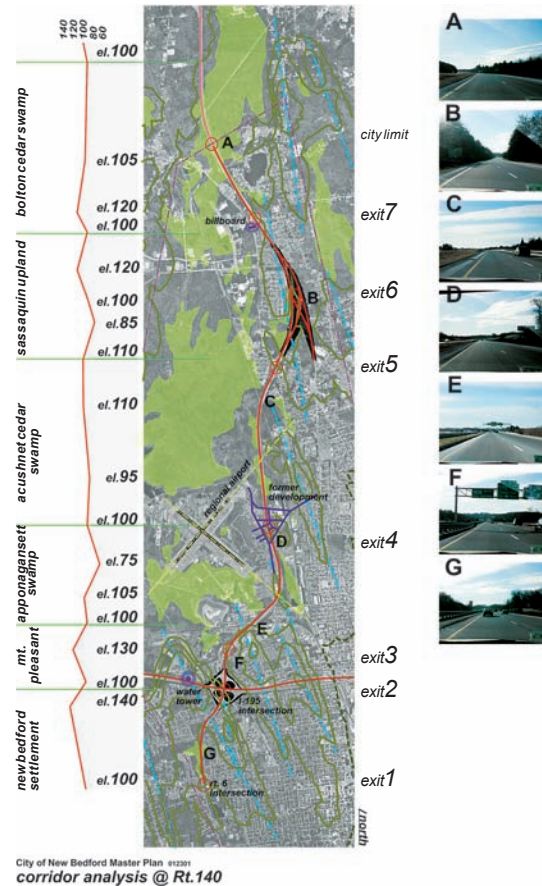 140
120
100
80
60
el.100
el.105
el.120
el.100
el.120
el.100
el.85
el.110
el.110
el.95
el.100
el.75
el.105
el.100
el.130
el.100
el.140
el.100
bolton cedar swamp
sassaquin upland
acushnet cedar
swamp
apponagansett
swamp
mt.
pleasant
new bedford
settlement
A
billboard
B
C
regional airport
former
development
D
E
F
water
tower
I-195
intersection
G
rt. 6
intersection
city limit
exit7
exit6
exit5
exit4
exit3
exit2
exit1
north
A
B
C
D
E
F
G
City of New Bedford Master Plan 012301
corridor analysis @ Rt.140